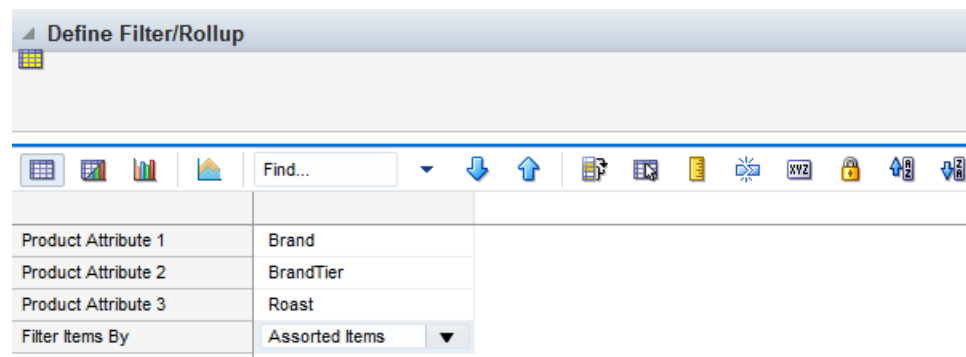 Define Filter/Rollup
Find...
XYZ
Product Attribute 1 Brand
Product Attribute 2 BrandTier
Product Attribute 3 Roast
Filter Items By Assorted Items